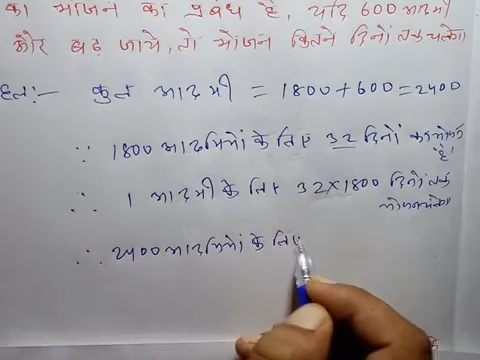 का भोजन का प्रबंध है, यदि 600 आदमी
और बढ़ जाये, तो भोजन कितने दिनों तक चलेगा
हल:- कुल आदमी = 1800 + 600 = 2400
∵ 1800 आदमियों के लिए 32 दिनों का भोजन है।
∴ 1 आदमी के लिए 32 × 1800 दिनों तक
भोजन चलेगा
∴ 2400 आदमियों के लिए